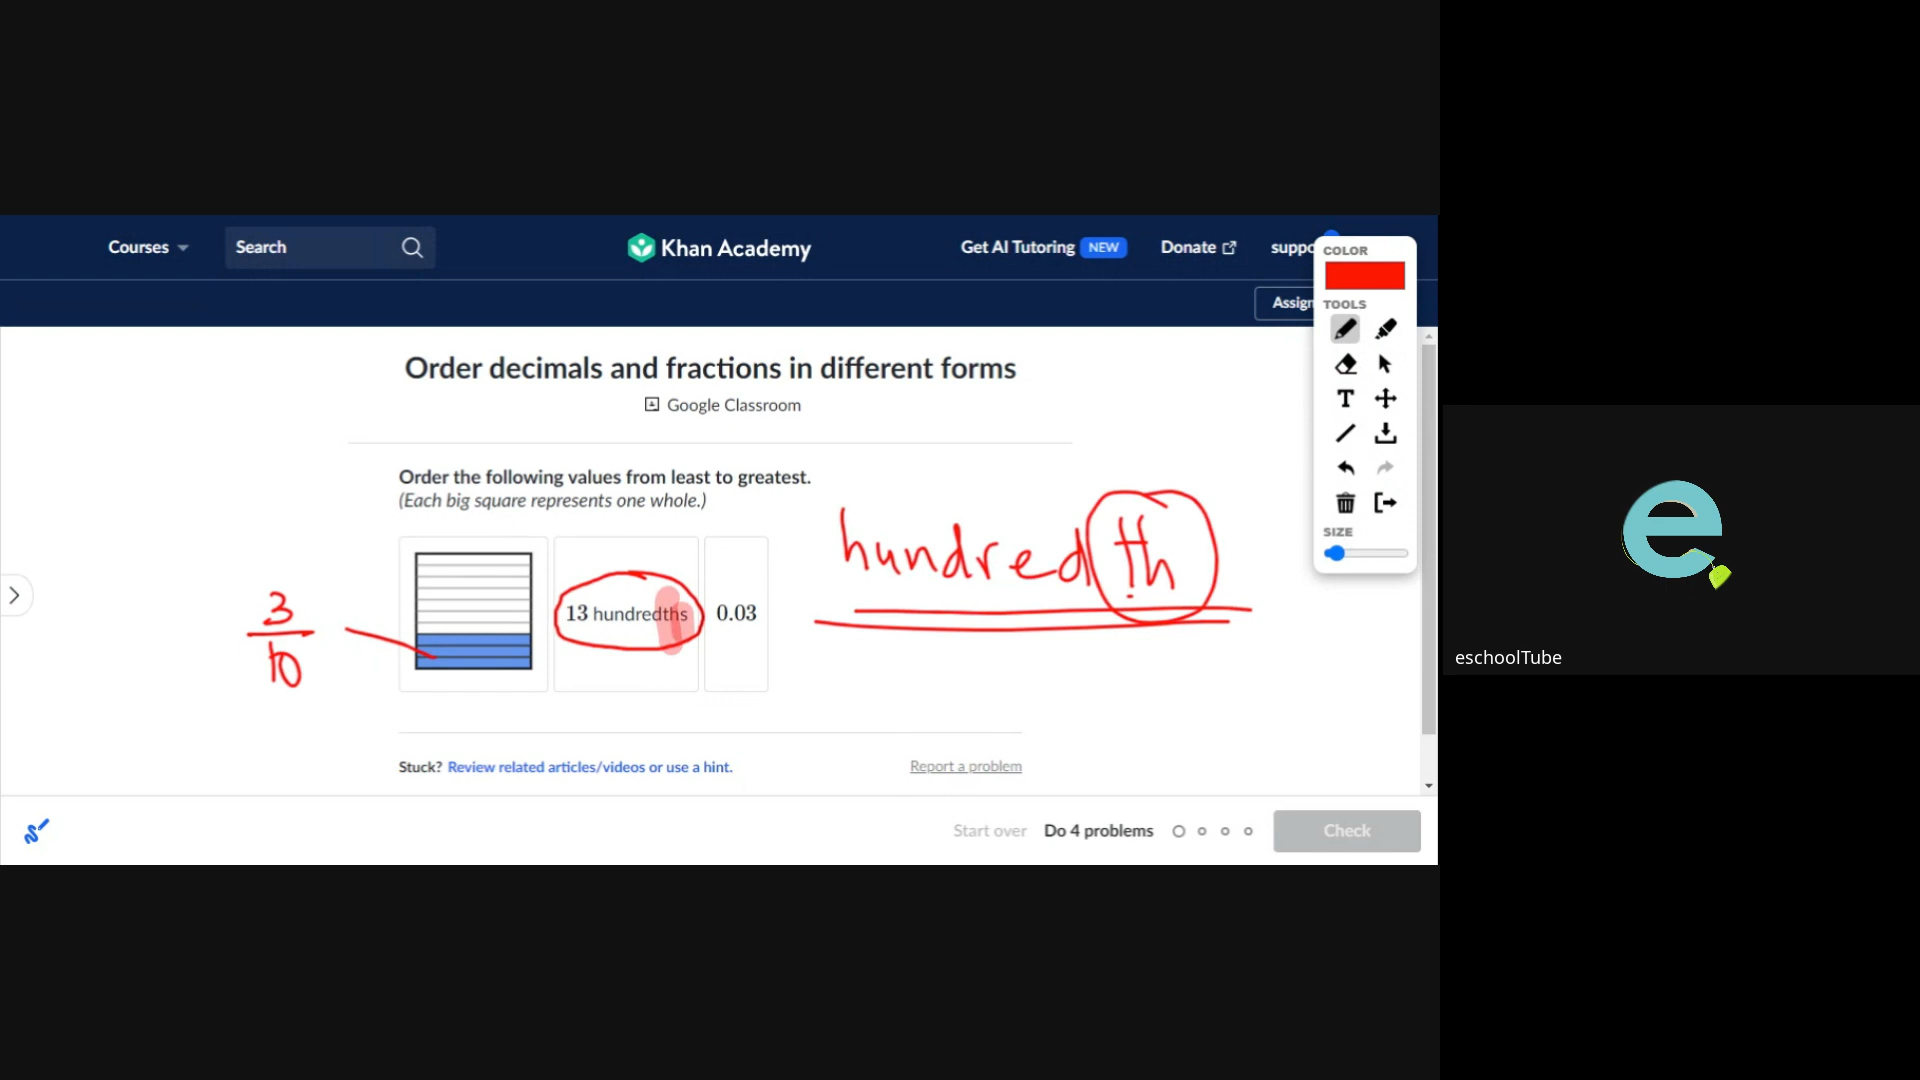 Courses
Search
Khan Academy
Get AI Tutoring NEW
Donate
suppo
Assign
COLOR
TOOLS
T
SIZE
Order decimals and fractions in different forms
Google Classroom
Order the following values from least to greatest.
(Each big square represents one whole.)
hundredth
3
10
13 hundredths
0.03
eschoolTube
Stuck? Review related articles/videos or use a hint.
Report a problem
Start over
Do 4 problems
Check